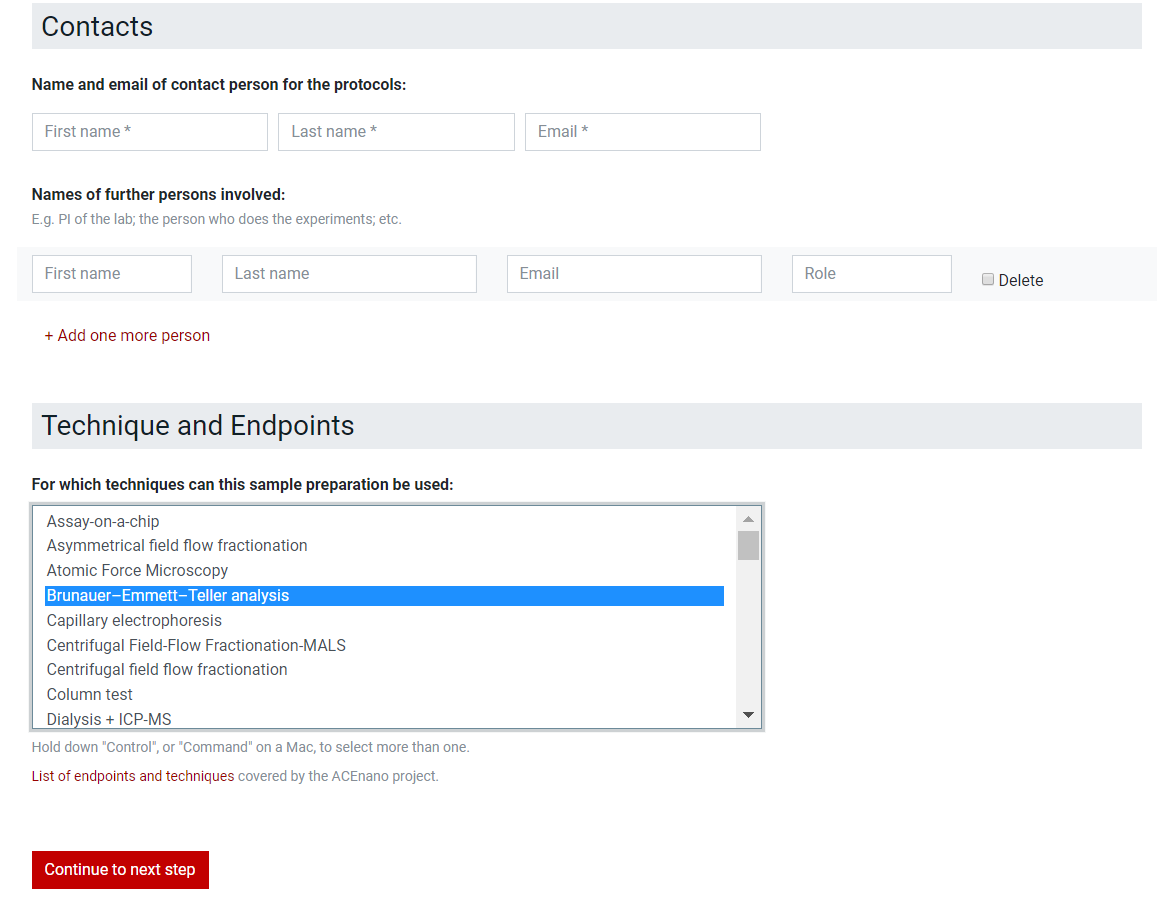 Contacts
Name and email of contact person for the protocols:
First name * Last name * Email *
Names of further persons involved:
E.g. PI of the lab; the person who does the experiments; etc.
First name Last name Email Role Delete
+ Add one more person
Technique and Endpoints
For which techniques can this sample preparation be used:
Assay-on-a-chip
Asymmetrical field flow fractionation
Atomic Force Microscopy
Brunauer–Emmett–Teller analysis
Capillary electrophoresis
Centrifugal Field-Flow Fractionation-MALS
Centrifugal field flow fractionation
Column test
Dialysis + ICP-MS
Hold down "Control", or "Command" on a Mac, to select more than one.
List of endpoints and techniques covered by the ACEnano project.
Continue to next step